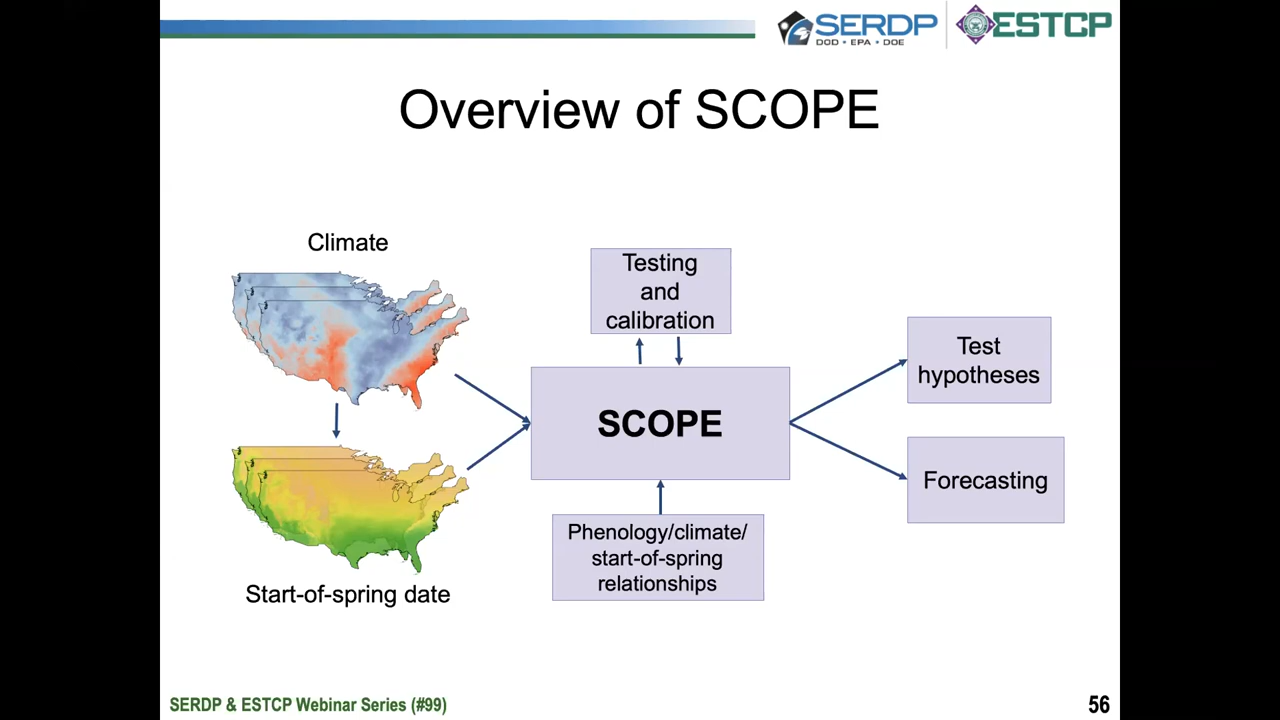 SERDP
DOD • EPA • DOE
ESTCP
Overview of SCOPE
Climate
Start-of-spring date
Testing
and
calibration
SCOPE
Phenology/climate/
start-of-spring
relationships
Test
hypotheses
Forecasting
SERDP & ESTCP Webinar Series (#99)
56